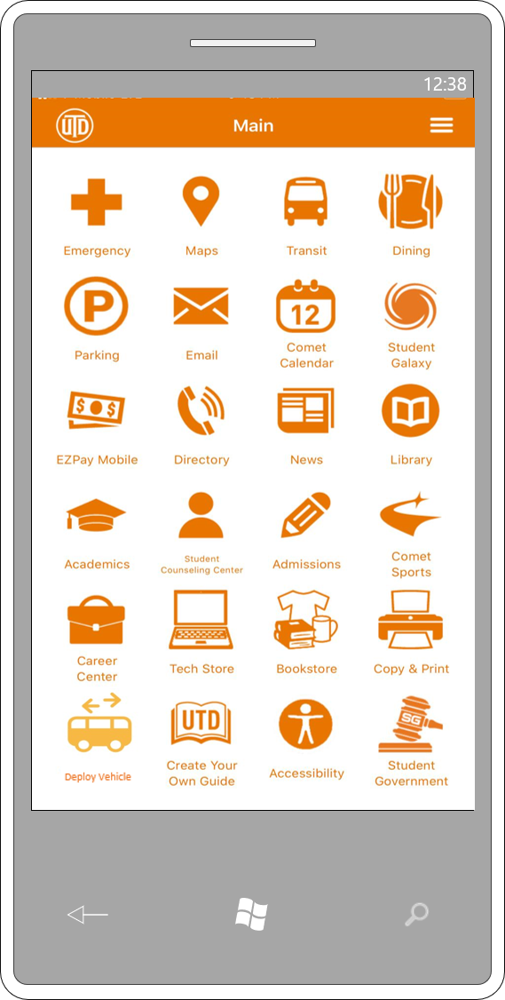 12:38
UTD
Main
Emergency
Maps
Transit
Dining
P
12
Parking
Email
Comet
Calendar
Student
Galaxy
$ $
EZPay Mobile
Directory
News
Library
Academics
Student
Counseling Center
Admissions
Comet
Sports
Career
Center
Tech Store
Bookstore
Copy & Print
UTD
SG
Deploy Vehicle
Create Your
Own Guide
Accessibility
Student
Government